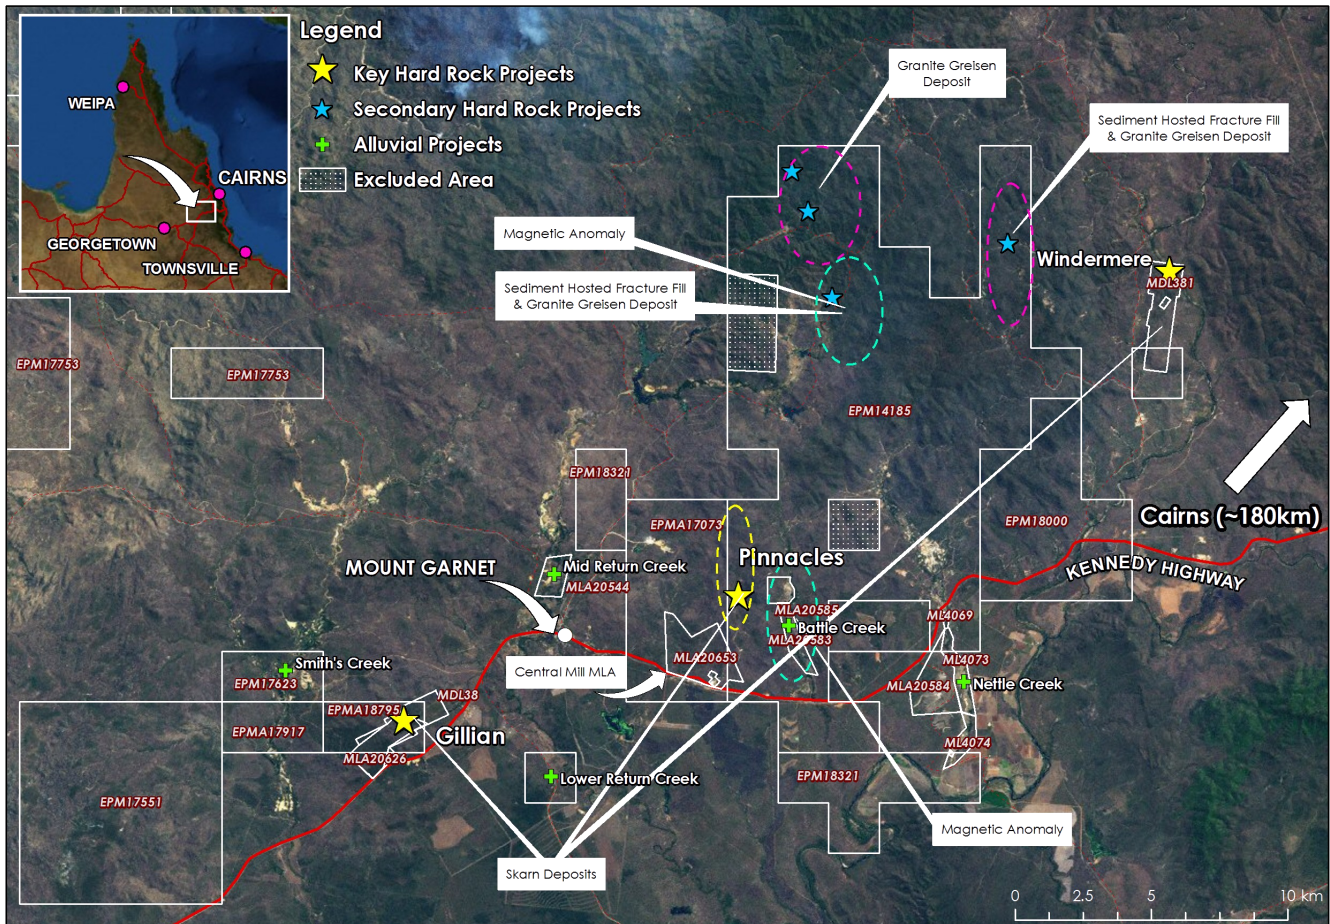 Legend
Key Hard Rock Projects
Secondary Hard Rock Projects
Alluvial Projects
Excluded Area
WEIPA
CAIRNS
GEORGETOWN
TOWNSVILLE
Granite Greisen
Deposit
Sediment Hosted Fracture Fill
& Granite Greisen Deposit
Magnetic Anomaly
Sediment Hosted Fracture Fill
& Granite Greisen Deposit
Windermere
MDL381
EPM17753
EPM17753
EPM14185
EPM18321
EPMA17073
EPM18000
Cairns (~180km)
KENNEDY HIGHWAY
Pinnacles
MOUNT GARNET
Mid Return Creek
MLA20544
MLA20585
Battle Creek
MLA20583
ML4069
MLA20653
Central Mill MLA
ML4073
MLA20584
Nettle Creek
Smith's Creek
EPM17623
MDL38
EPMA18795
Gillian
EPMA17917
MLA20626
ML4074
Lower Return Creek
EPM18321
EPM17551
Magnetic Anomaly
Skarn Deposits
0 2.5 5 10 km